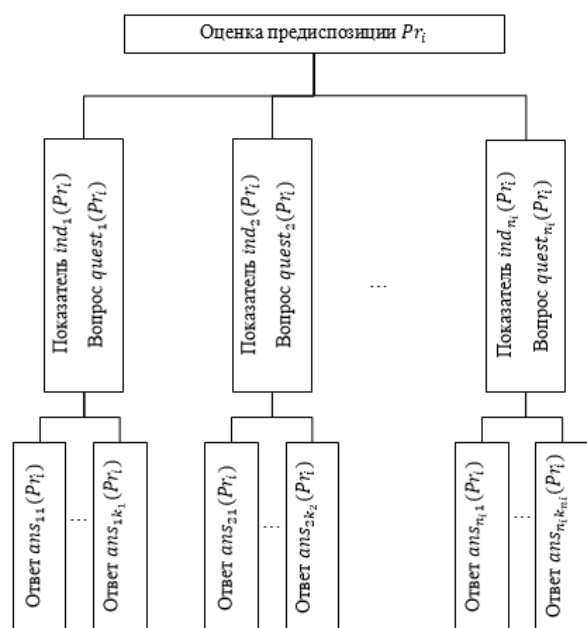 Оценка предиспозиции Pr_i
Показатель ind_1(Pr_i)
Вопрос quest_1(Pr_i)
Показатель ind_2(Pr_i)
Вопрос quest_2(Pr_i)
...
Показатель ind_{n_i}(Pr_i)
Вопрос quest_{n_i}(Pr_i)
Ответ ans_{11}(Pr_i)
...
Ответ ans_{1k_1}(Pr_i)
Ответ ans_{21}(Pr_i)
...
Ответ ans_{2k_2}(Pr_i)
Ответ ans_{n_i1}(Pr_i)
...
Ответ ans_{n_ik_{ni}}(Pr_i)